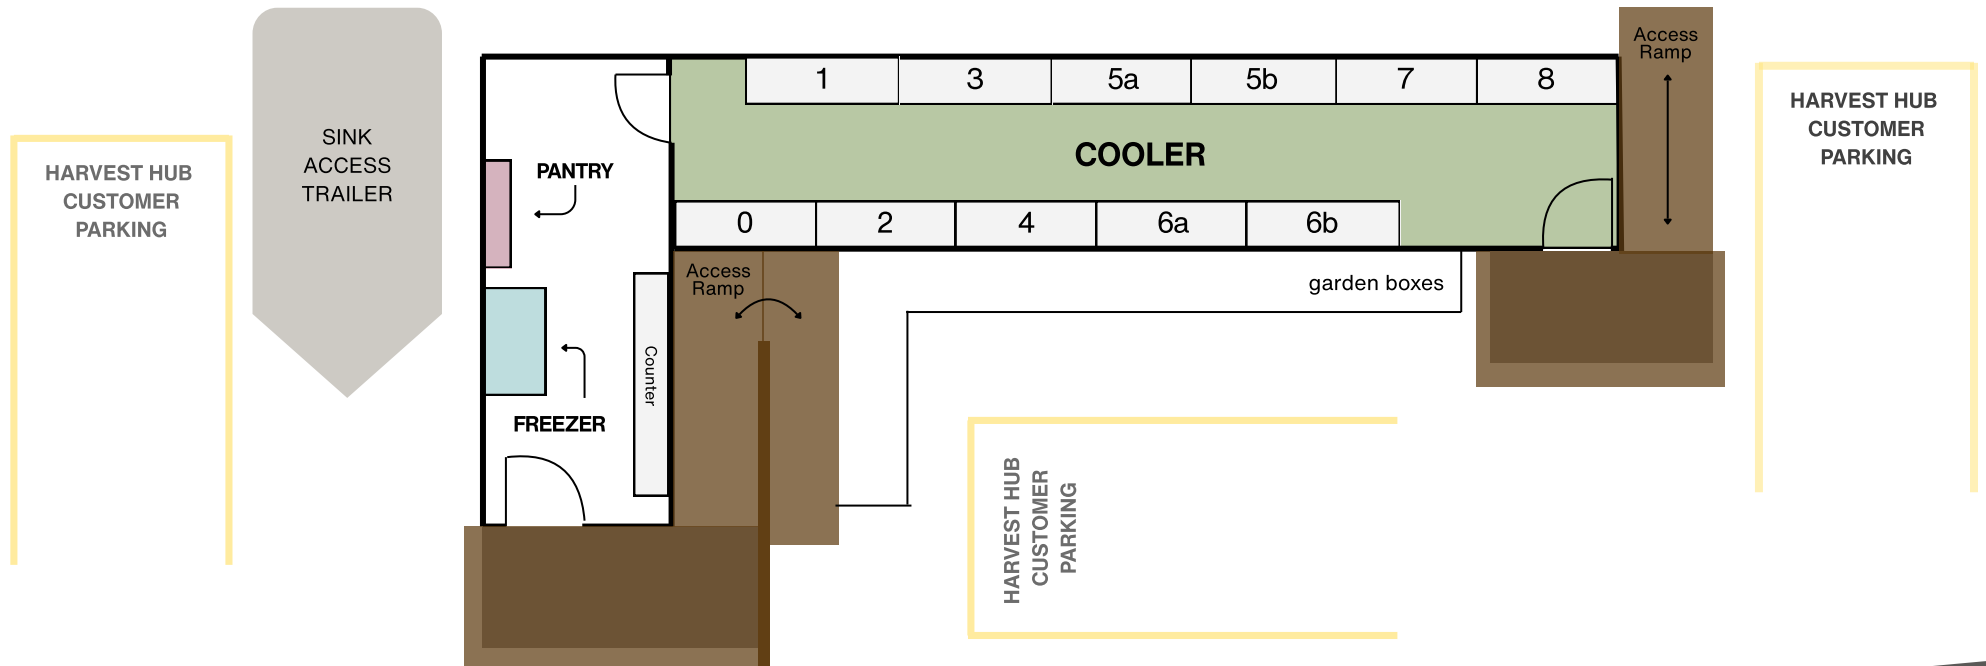 HARVEST HUB
CUSTOMER
PARKING
SINK
ACCESS
TRAILER
PANTRY
FREEZER
Counter
1
3
5a
5b
7
8
COOLER
0
2
4
6a
6b
Access
Ramp
garden boxes
HARVEST HUB
CUSTOMER
PARKING
Access
Ramp
HARVEST HUB
CUSTOMER
PARKING